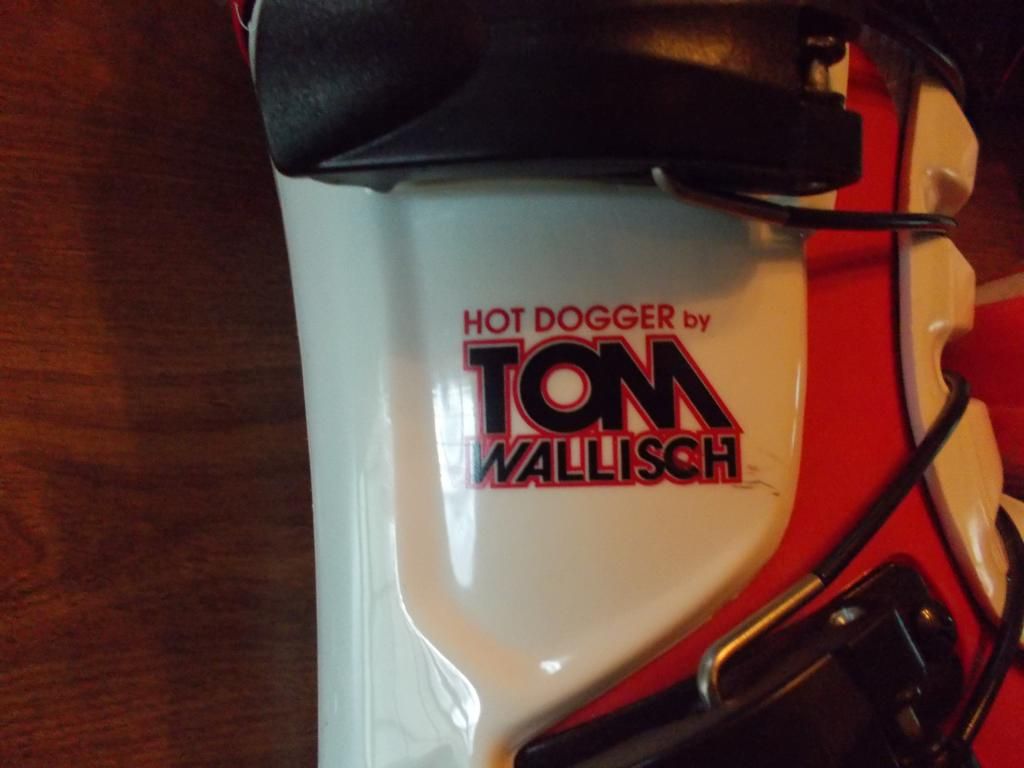 HOT DOGGER by
TOM
WALLISCH